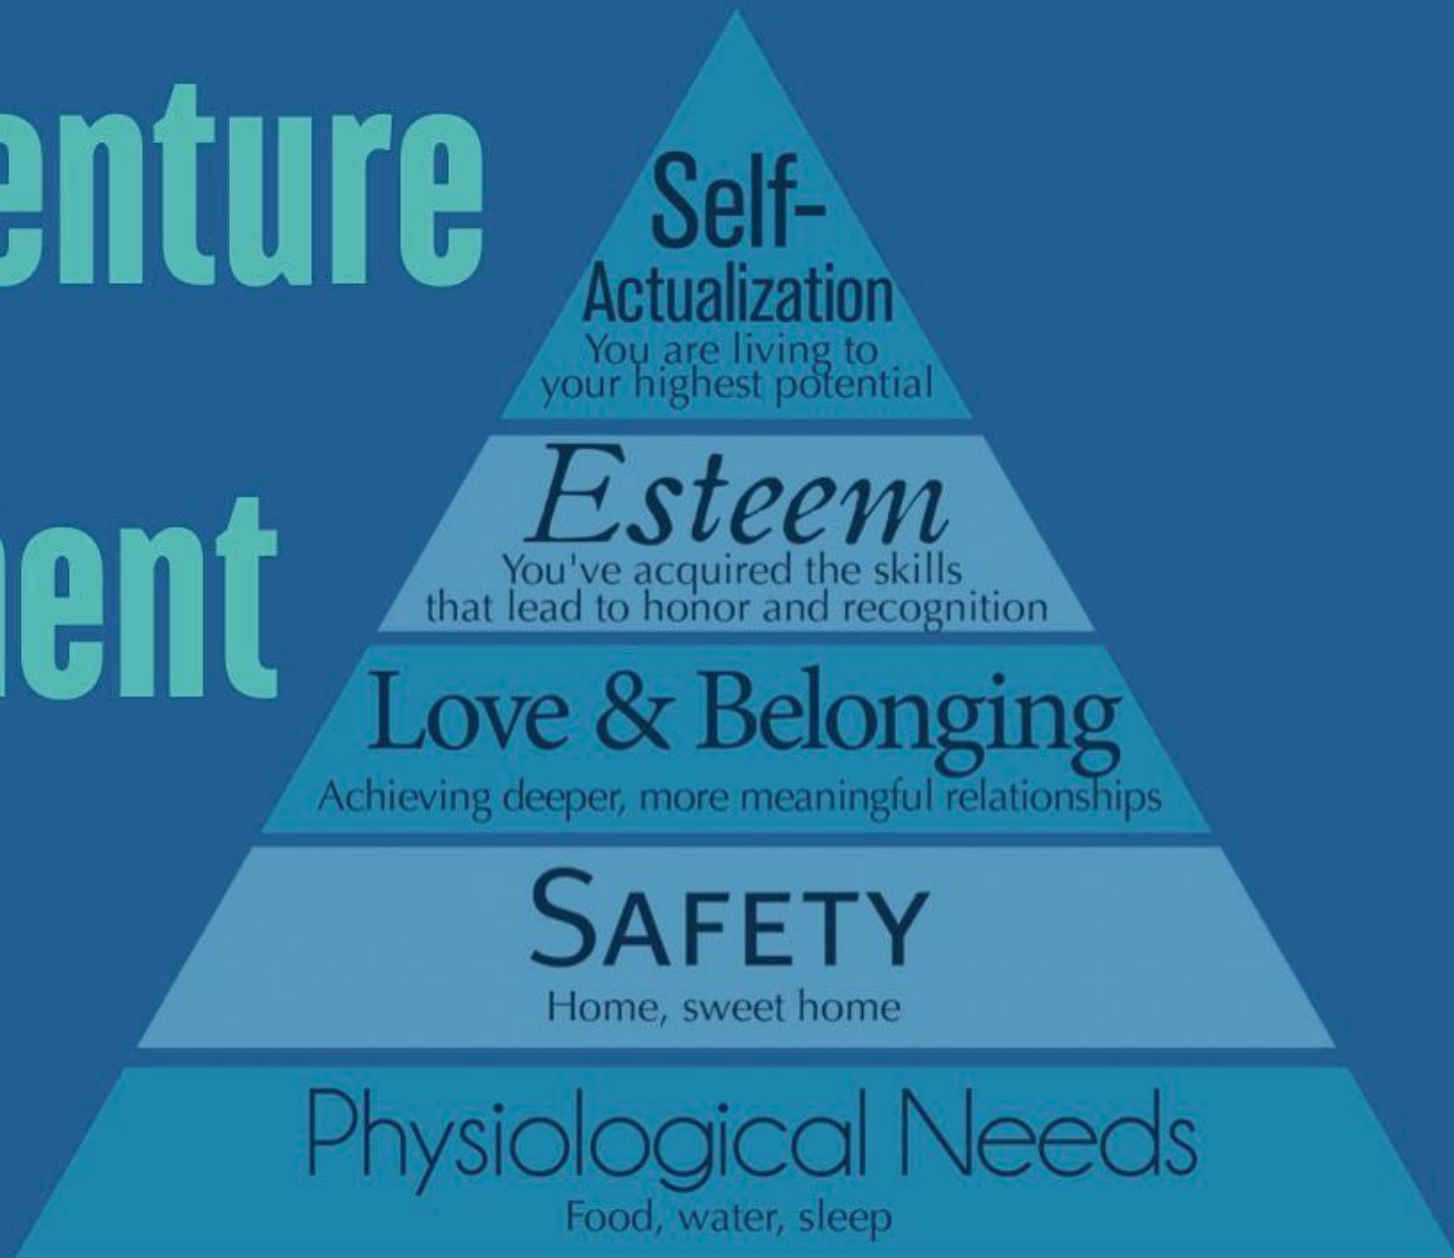 enture
ent
Self-
Actualization
You are living to
your highest potential
Esteem
You've acquired the skills
that lead to honor and recognition
Love & Belonging
Achieving deeper, more meaningful relationships
SAFETY
Home, sweet home
Physiological Needs
Food, water, sleep